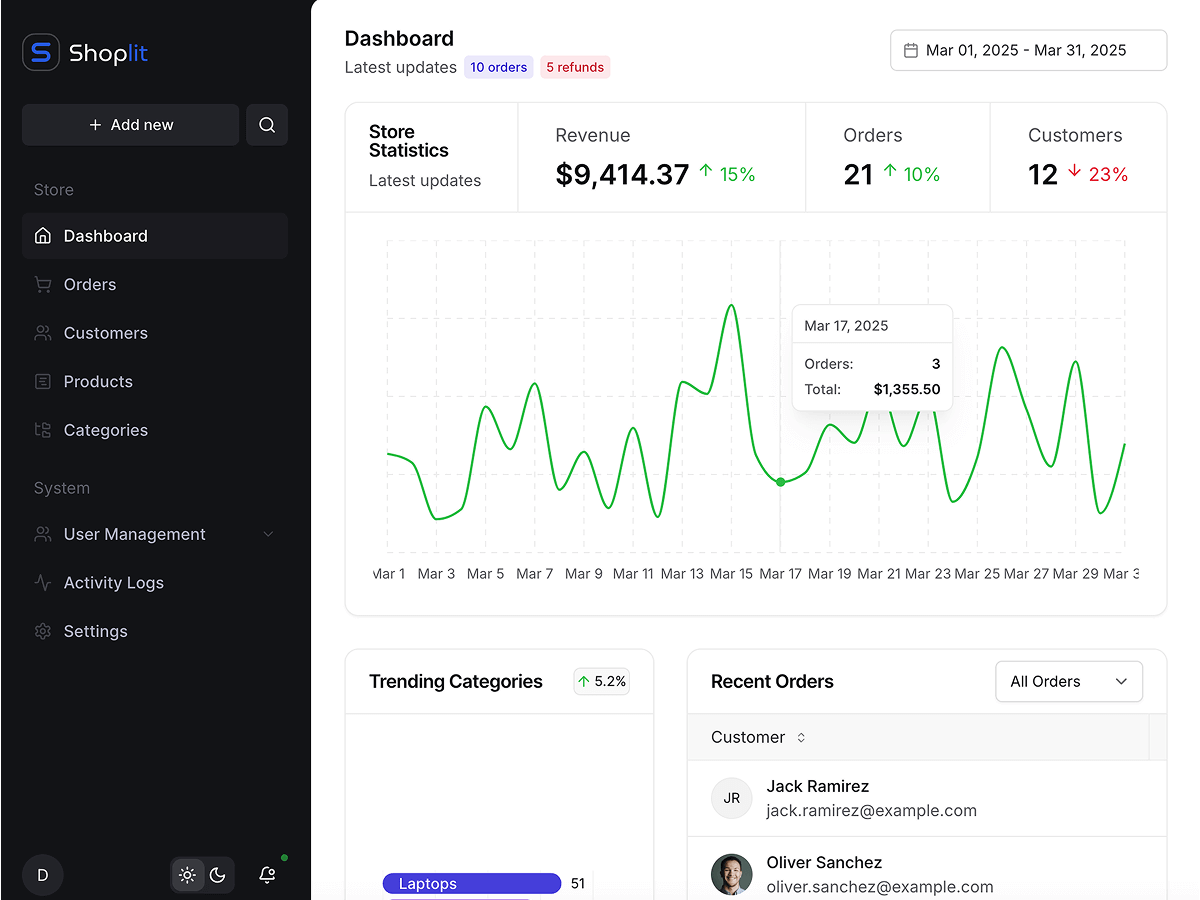 S Shoplit
+ Add new
Store
Dashboard
Orders
Customers
Products
Categories
System
User Management
Activity Logs
Settings
D
Dashboard
Latest updates 10 orders 5 refunds
Mar 01, 2025 - Mar 31, 2025
Store
Statistics
Latest updates
Revenue
$9,414.37 ↑ 15%
Orders
21 ↑ 10%
Customers
12 ↓ 23%
Mar 17, 2025
Orders: 3
Total: $1,355.50
Mar 1 Mar 3 Mar 5 Mar 7 Mar 9 Mar 11 Mar 13 Mar 15 Mar 17 Mar 19 Mar 21 Mar 23 Mar 25 Mar 27 Mar 29 Mar 3
Trending Categories ↑ 5.2%
Laptops 51
Recent Orders All Orders
Customer
JR
Jack Ramirez
jack.ramirez@example.com
Oliver Sanchez
oliver.sanchez@example.com